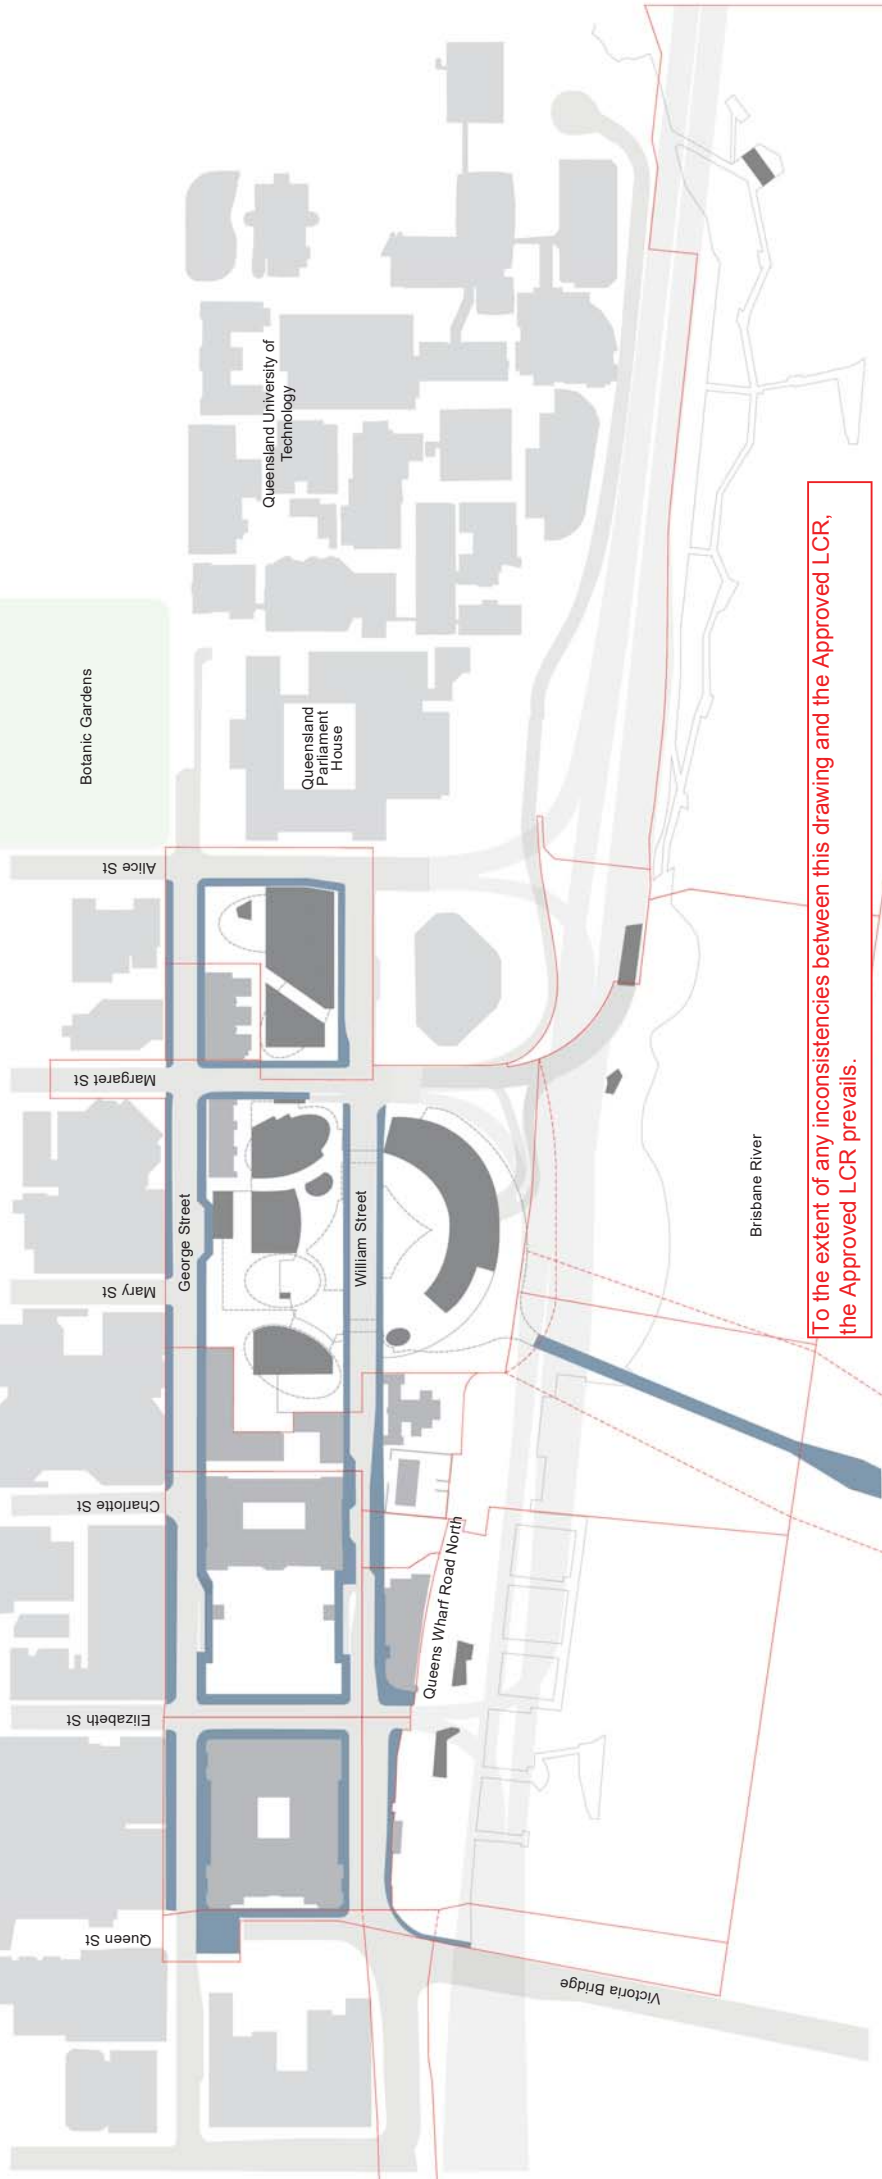 Botanic Gardens
Queensland University of
Technology
Queensland
Parliament
House
Alice St
Margaret St
George Street
William Street
Mary St
Charlotte St
Queens Wharf Road North
Elizabeth St
Queen St
Victoria Bridge
Brisbane River
To the extent of any inconsistencies between this drawing and the Approved LCR,
the Approved LCR prevails.